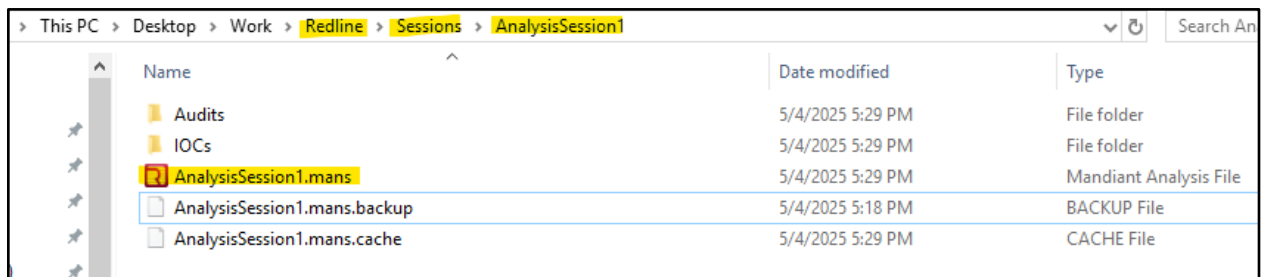 > This PC > Desktop > Work > Redline > Sessions > AnalysisSession1 Search An
Name Date modified Type
Audits 5/4/2025 5:29 PM File folder
IOCs 5/4/2025 5:29 PM File folder
AnalysisSession1.mans 5/4/2025 5:29 PM Mandiant Analysis File
AnalysisSession1.mans.backup 5/4/2025 5:18 PM BACKUP File
AnalysisSession1.mans.cache 5/4/2025 5:29 PM CACHE File